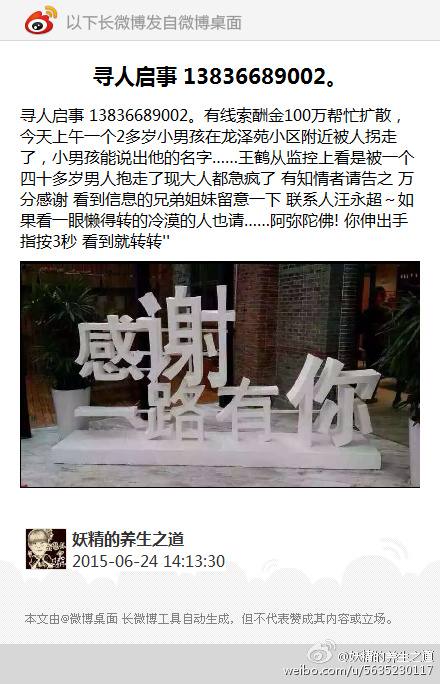 以下长微博发自微博桌面
寻人启事 13836689002。
寻人启事 13836689002。有线索酬金100万帮忙扩散，
今天上午一个2多岁小男孩在龙泽苑小区附近被人拐走
了，小男孩能说出他的名字……王鹤从监控上看是被一个
四十多岁男人抱走了现大人都急疯了 有知情者请告之 万
分感谢 看到信息的兄弟姐妹留意一下 联系人汪永超～如
果看一眼懒得转的冷漠的人也请……阿弥陀佛! 你伸出手
指按3秒 看到就转转"
感谢
一路有你
妖精的养生之道
2015-06-24 14:13:30
本文由@微博桌面 长微博工具自动生成，但不代表赞成其内容或立场。
@妖精的养生之道
weibo.com/u/5635230117